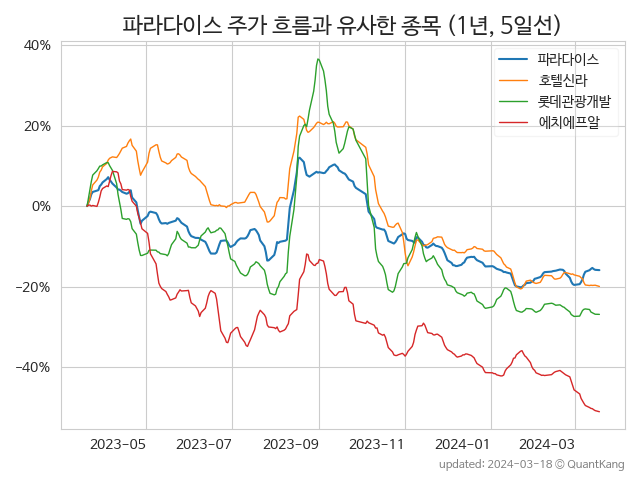 파라다이스 주가 흐름과 유사한 종목 (1년, 5일선)
40%
20%
0%
−20%
−40%
파라다이스
호텔신라
롯데관광개발
에치에프알
2023-05 2023-07 2023-09 2023-11 2024-01 2024-03
updated: 2024-03-18 © QuantKang